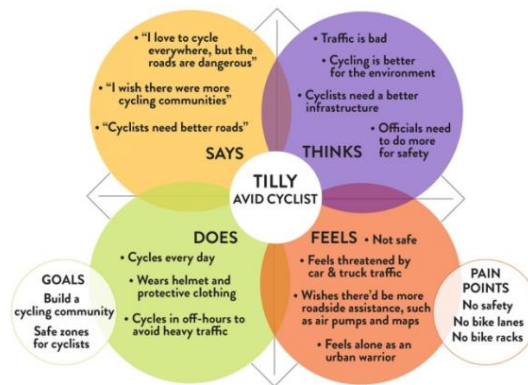 • "I love to cycle
everywhere, but the
roads are dangerous"
• "I wish there were more
cycling communities"
• "Cyclists need better roads"
SAYS
• Traffic is bad
• Cycling is better
for the environment
• Cyclists need a better
infrastructure
• Officials need
to do more
for safety
THINKS
TILLY
AVID CYCLIST
DOES
• Cycles every day
• Wears helmet and
protective clothing
• Cycles in off-hours to
avoid heavy traffic
FEELS
• Not safe
• Feels threatened by
car & truck traffic
• Wishes there'd be more
roadside assistance, such
as air pumps and maps
• Feels alone as an
urban warrior
GOALS
Build a
cycling community
Safe zones
for cyclists
PAIN
POINTS
No safety
No bike lanes
No bike racks